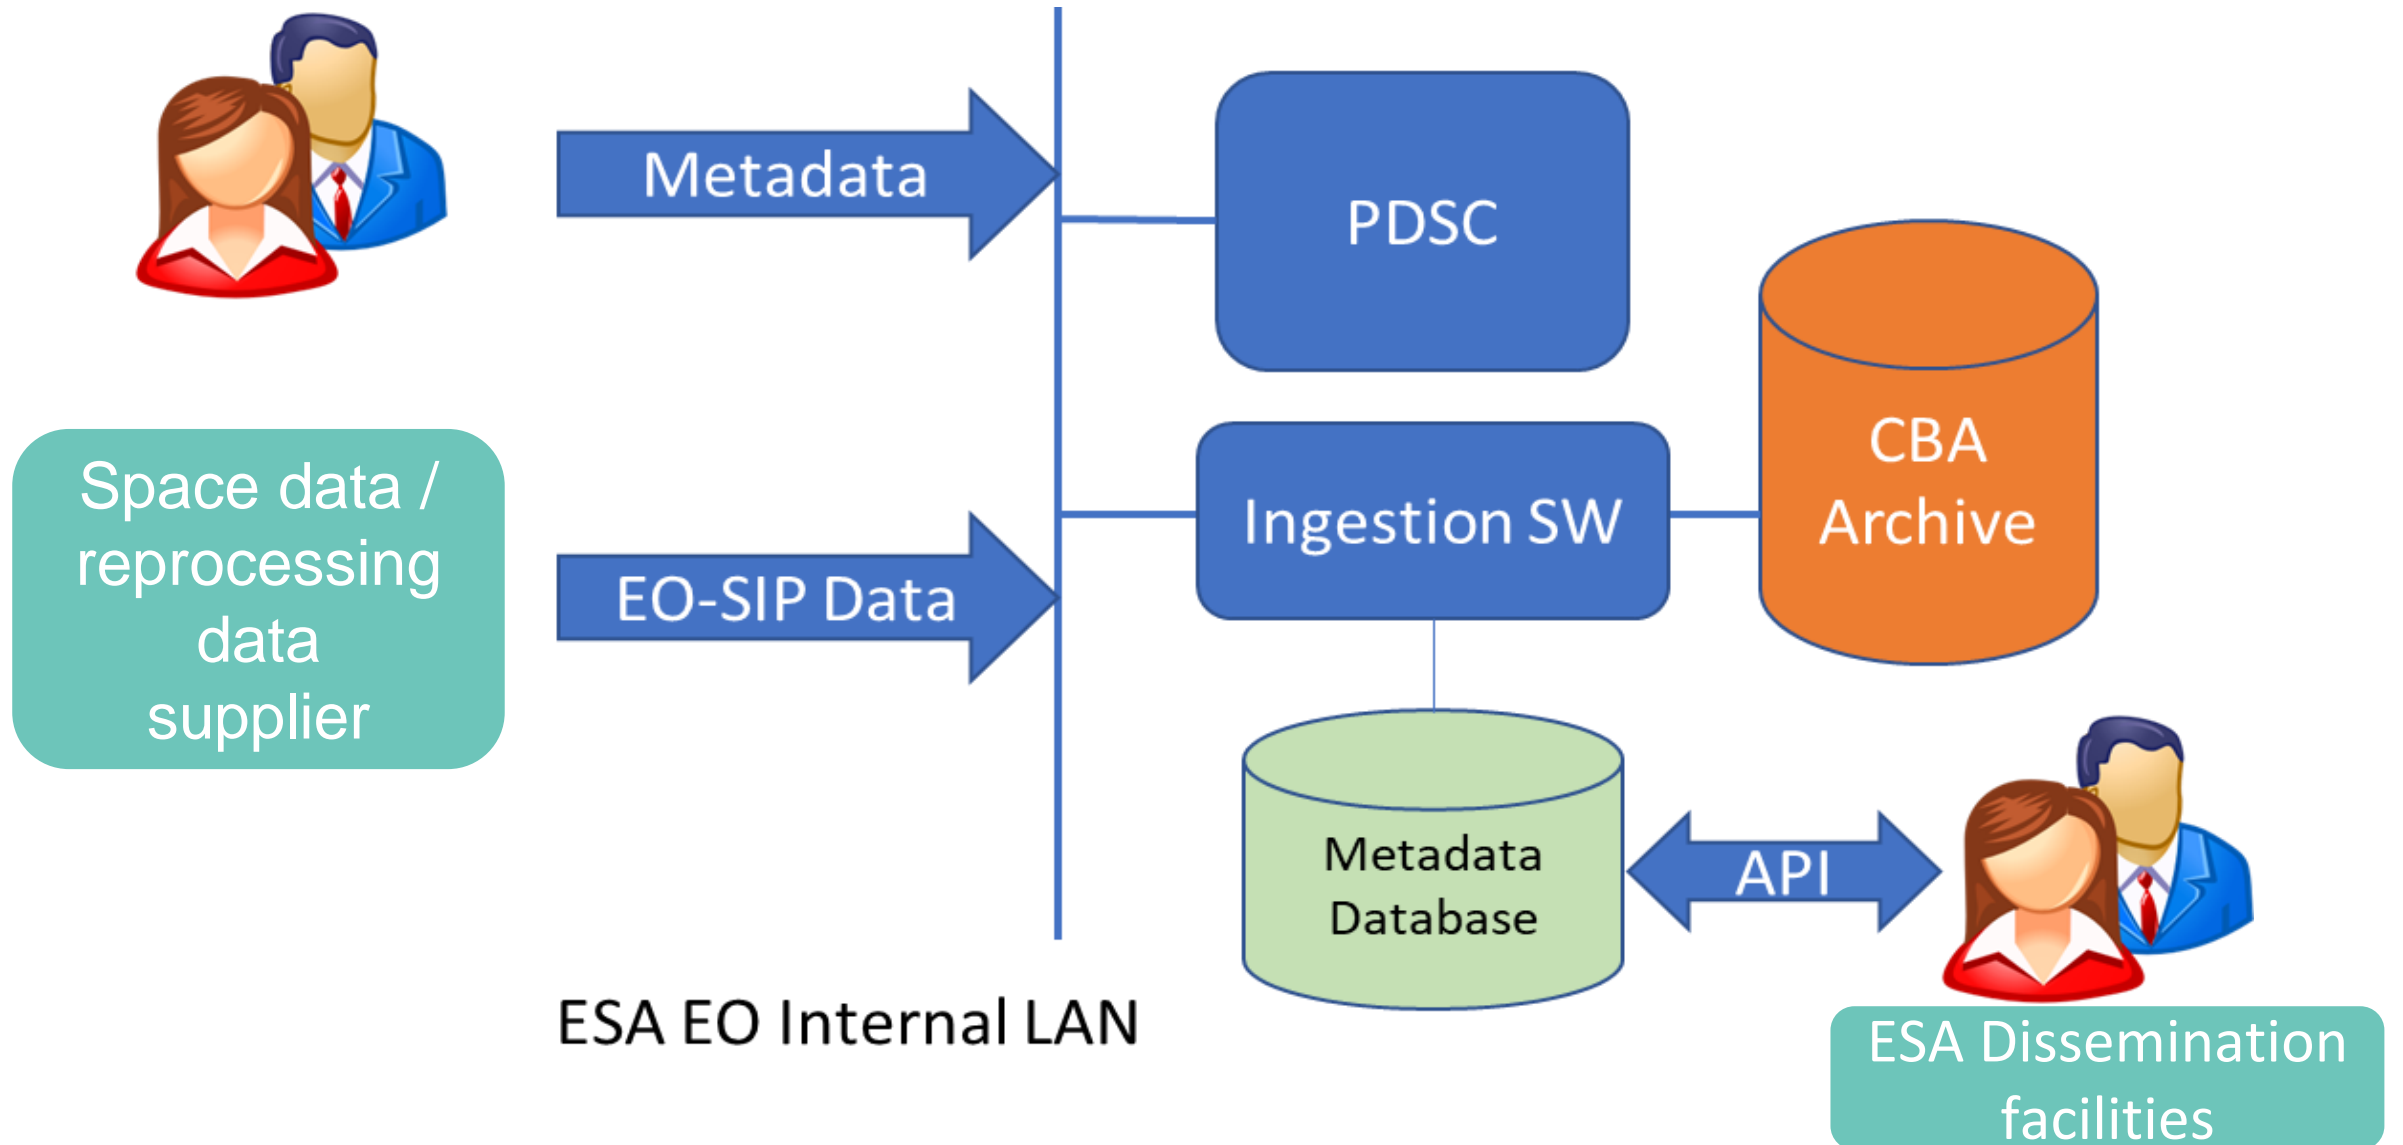 Metadata
PDSC
Space data /
reprocessing
data
supplier
EO-SIP Data
Ingestion SW
CBA
Archive
Metadata
Database
API
ESA EO Internal LAN
ESA Dissemination
facilities